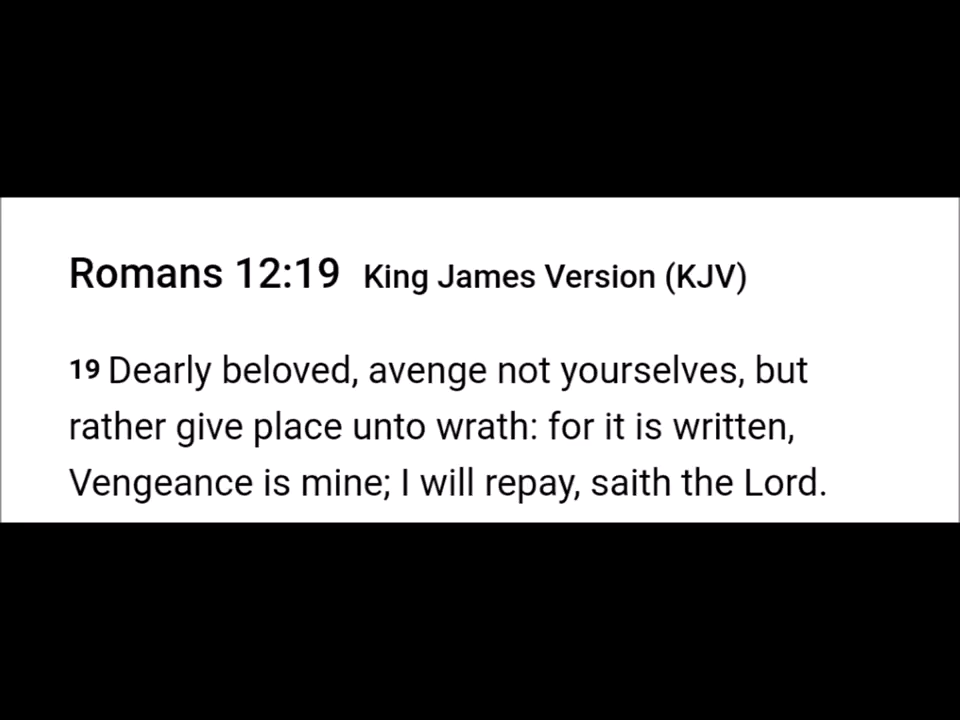 Romans 12:19 King James Version (KJV)
19 Dearly beloved, avenge not yourselves, but
rather give place unto wrath: for it is written,
Vengeance is mine; I will repay, saith the Lord.